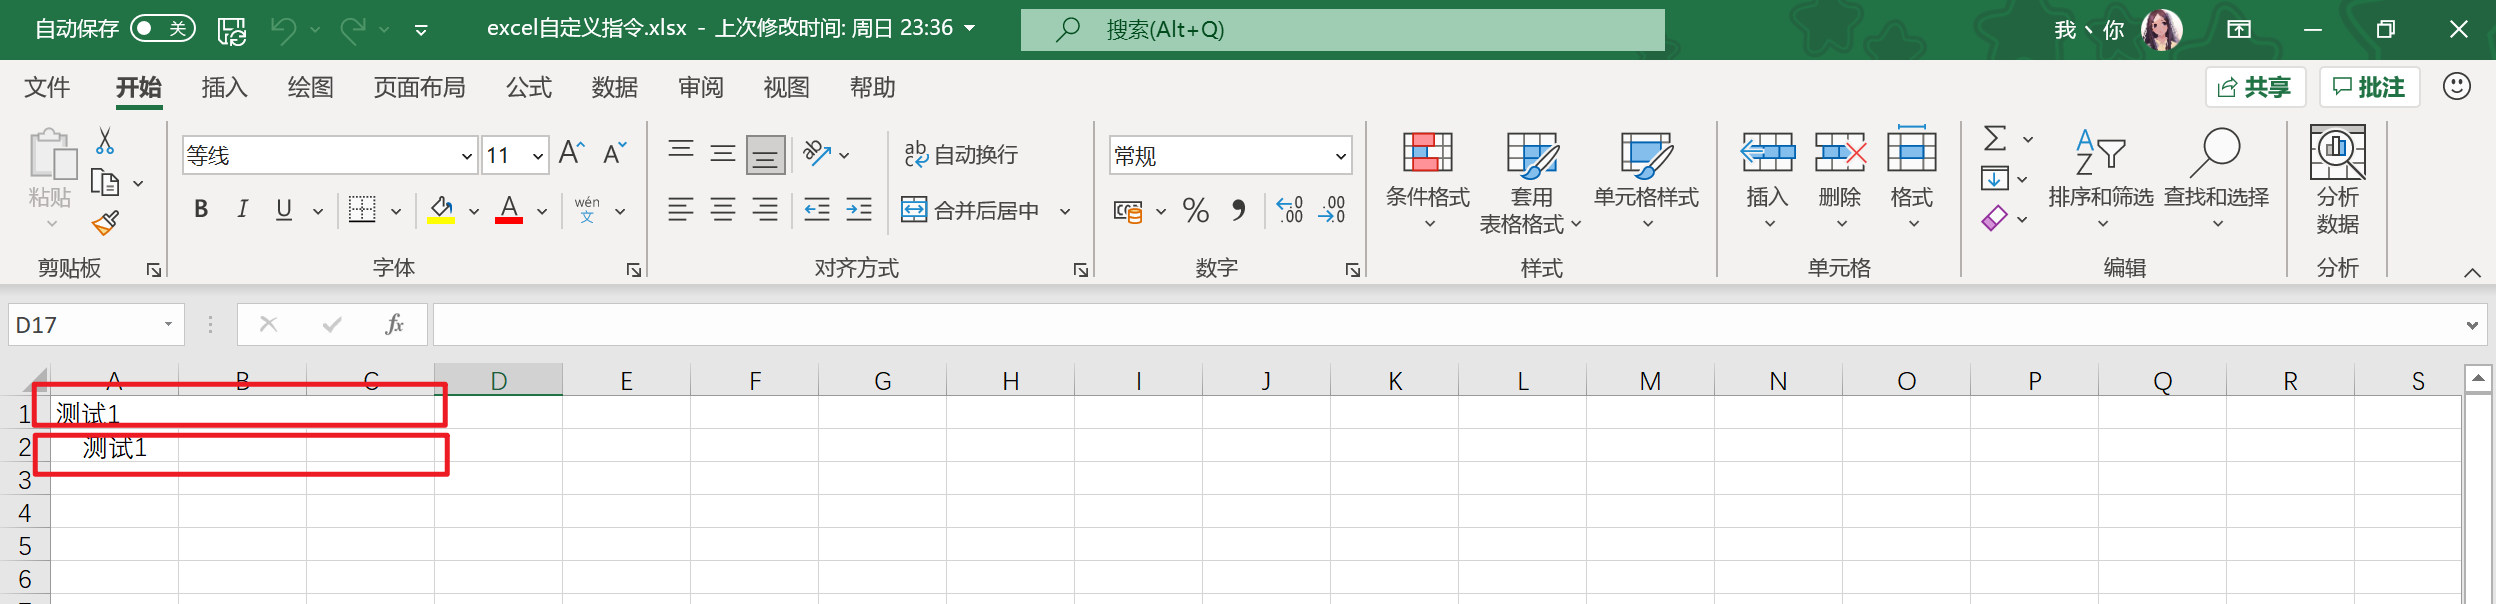 自动保存 关 excel自定义指令.xlsx - 上次修改时间: 周日 23:36 搜索(Alt+Q) 我丶你
文件 开始 插入 绘图 页面布局 公式 数据 审阅 视图 帮助 共享 批注
等线 11 A A ab 自动换行 常规
粘贴 条件格式 套用 单元格样式 插入 删除 格式 排序和筛选 查找和选择 分析
B I U A wén 文 合并后居中 % .00 .0 表格格式 数据
剪贴板 字体 对齐方式 数字 样式 单元格 编辑 分析
D17 fx
A B C D E F G H I J K L M N O P Q R S
1 测试1
2 测试1
3
4
5
6